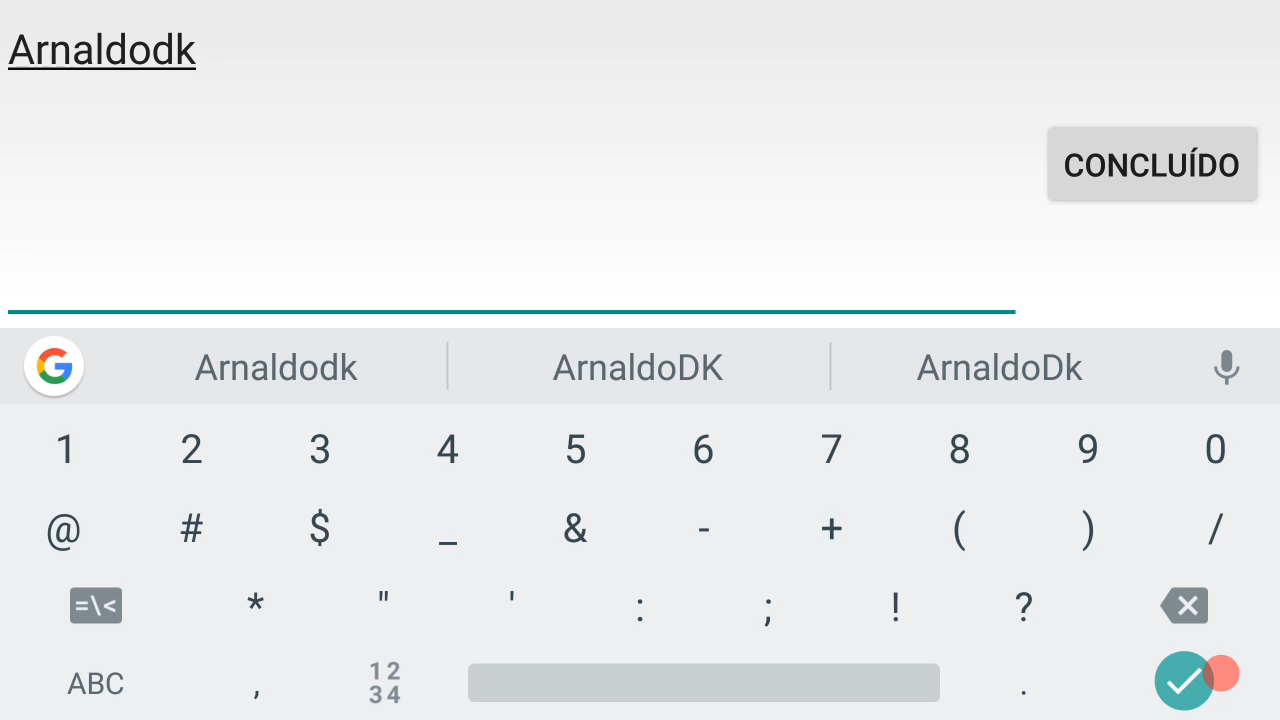 Arnaldodk
CONCLUÍDO
Arnaldodk ArnaldoDK ArnaldoDk
1 2 3 4 5 6 7 8 9 0
@ # $ _ & - + ( ) /
=\< * " ' : ; ! ?
ABC , 12 34 .